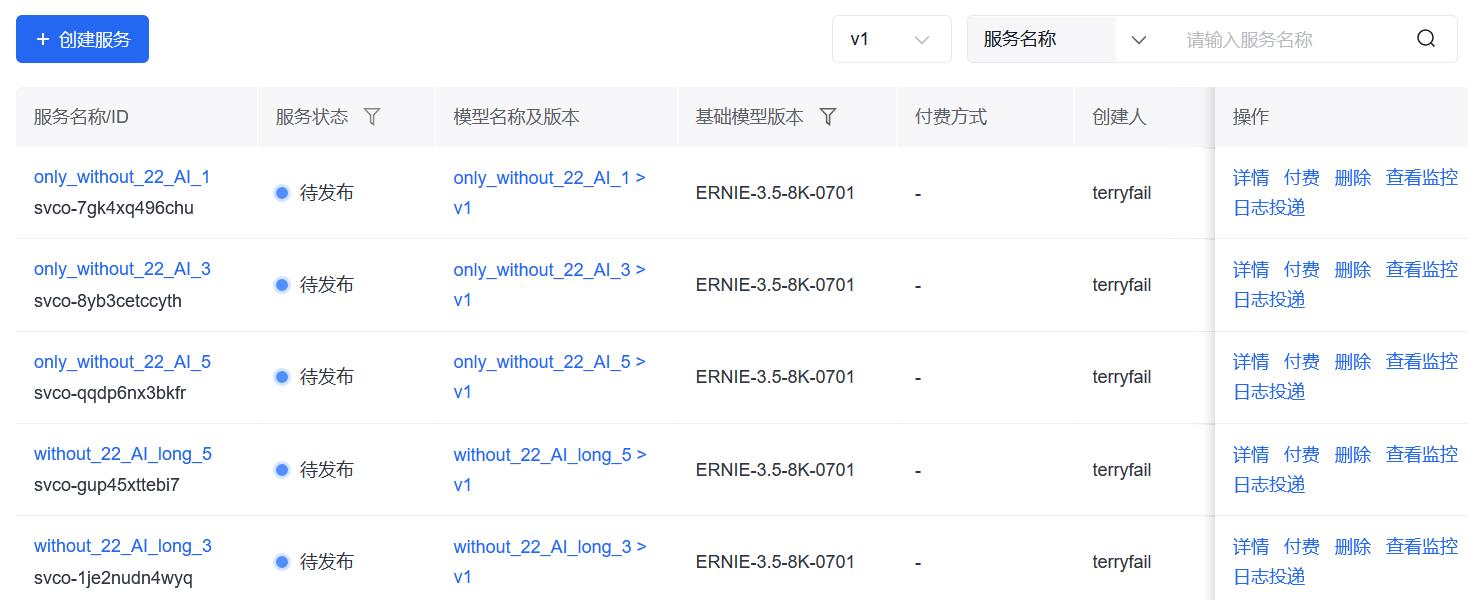 + 创建服务
v1
服务名称
请输入服务名称
服务名称/ID
服务状态
模型名称及版本
基础模型版本
付费方式
创建人
操作
only_without_22_AI_1
svco-7gk4xq496chu
待发布
only_without_22_AI_1 >
v1
ERNIE-3.5-8K-0701
-
terryfail
详情 付费 删除 查看监控
日志投递
only_without_22_AI_3
svco-8yb3cetccyth
待发布
only_without_22_AI_3 >
v1
ERNIE-3.5-8K-0701
-
terryfail
详情 付费 删除 查看监控
日志投递
only_without_22_AI_5
svco-qqdp6nx3bkfr
待发布
only_without_22_AI_5 >
v1
ERNIE-3.5-8K-0701
-
terryfail
详情 付费 删除 查看监控
日志投递
without_22_AI_long_5
svco-gup45xttebi7
待发布
without_22_AI_long_5 >
v1
ERNIE-3.5-8K-0701
-
terryfail
详情 付费 删除 查看监控
日志投递
without_22_AI_long_3
svco-1je2nudn4wyq
待发布
without_22_AI_long_3 >
v1
ERNIE-3.5-8K-0701
-
terryfail
详情 付费 删除 查看监控
日志投递